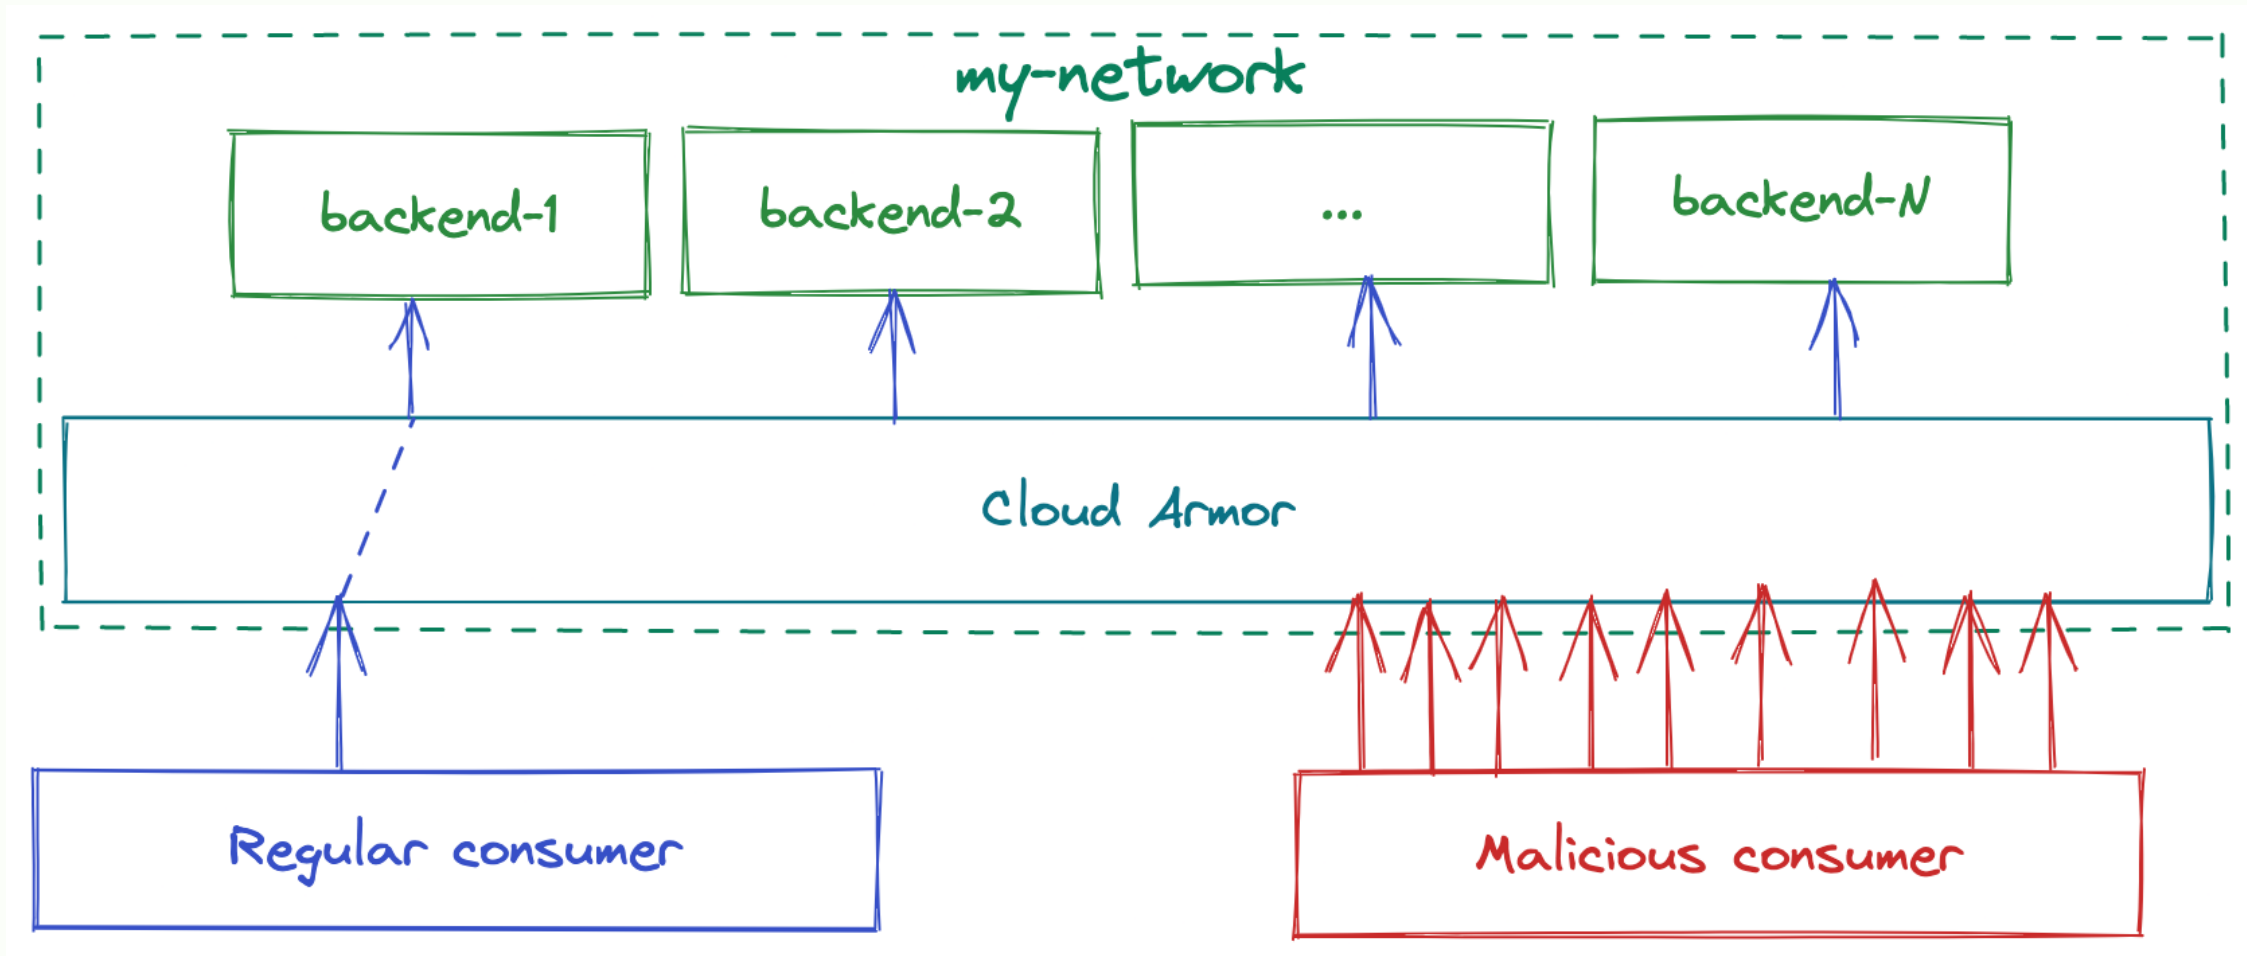 my-network
backend-1
backend-2
...
backend-N
Cloud Armor
Regular consumer
Malicious consumer